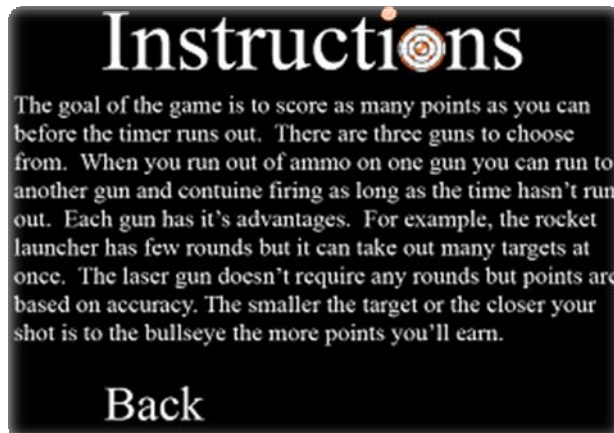 Instructions
The goal of the game is to score as many points as you can
before the timer runs out. There are three guns to choose
from. When you run out of ammo on one gun you can run to
another gun and contuine firing as long as the time hasn't run
out. Each gun has it's advantages. For example, the rocket
launcher has few rounds but it can take out many targets at
once. The laser gun doesn't require any rounds but points are
based on accuracy. The smaller the target or the closer your
shot is to the bullseye the more points you'll earn.
Back